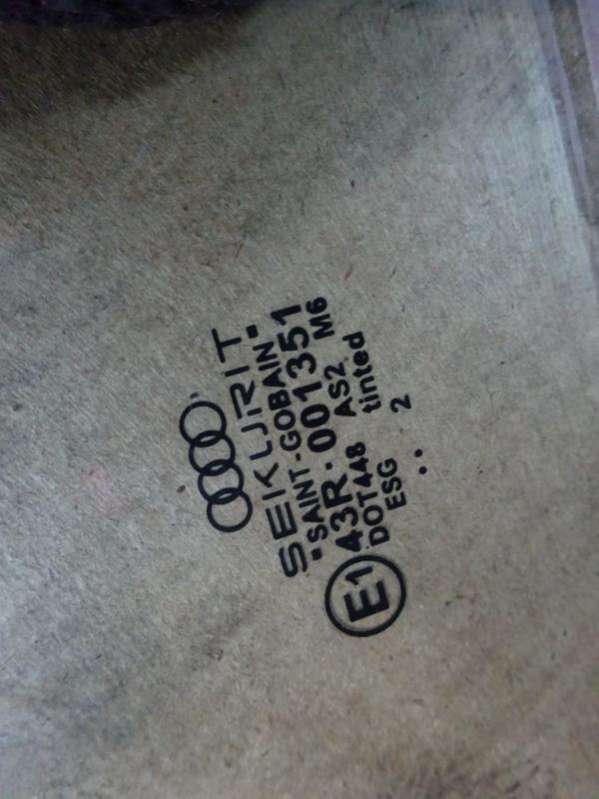 SEKURIT
SAINT-GOBAIN
E1
43R-001351
DOT448 AS2 M6
ESG tinted
.. 2